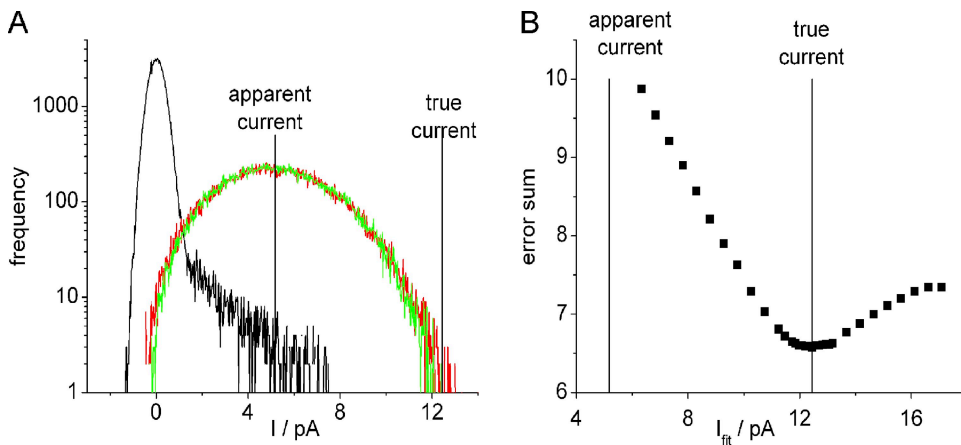 A
apparent
current
true
current
frequency
1000
100
10
1
0
4
8
12
I / pA
B
apparent
current
true
current
error sum
10
9
8
7
6
4
8
12
16
I_fit / pA